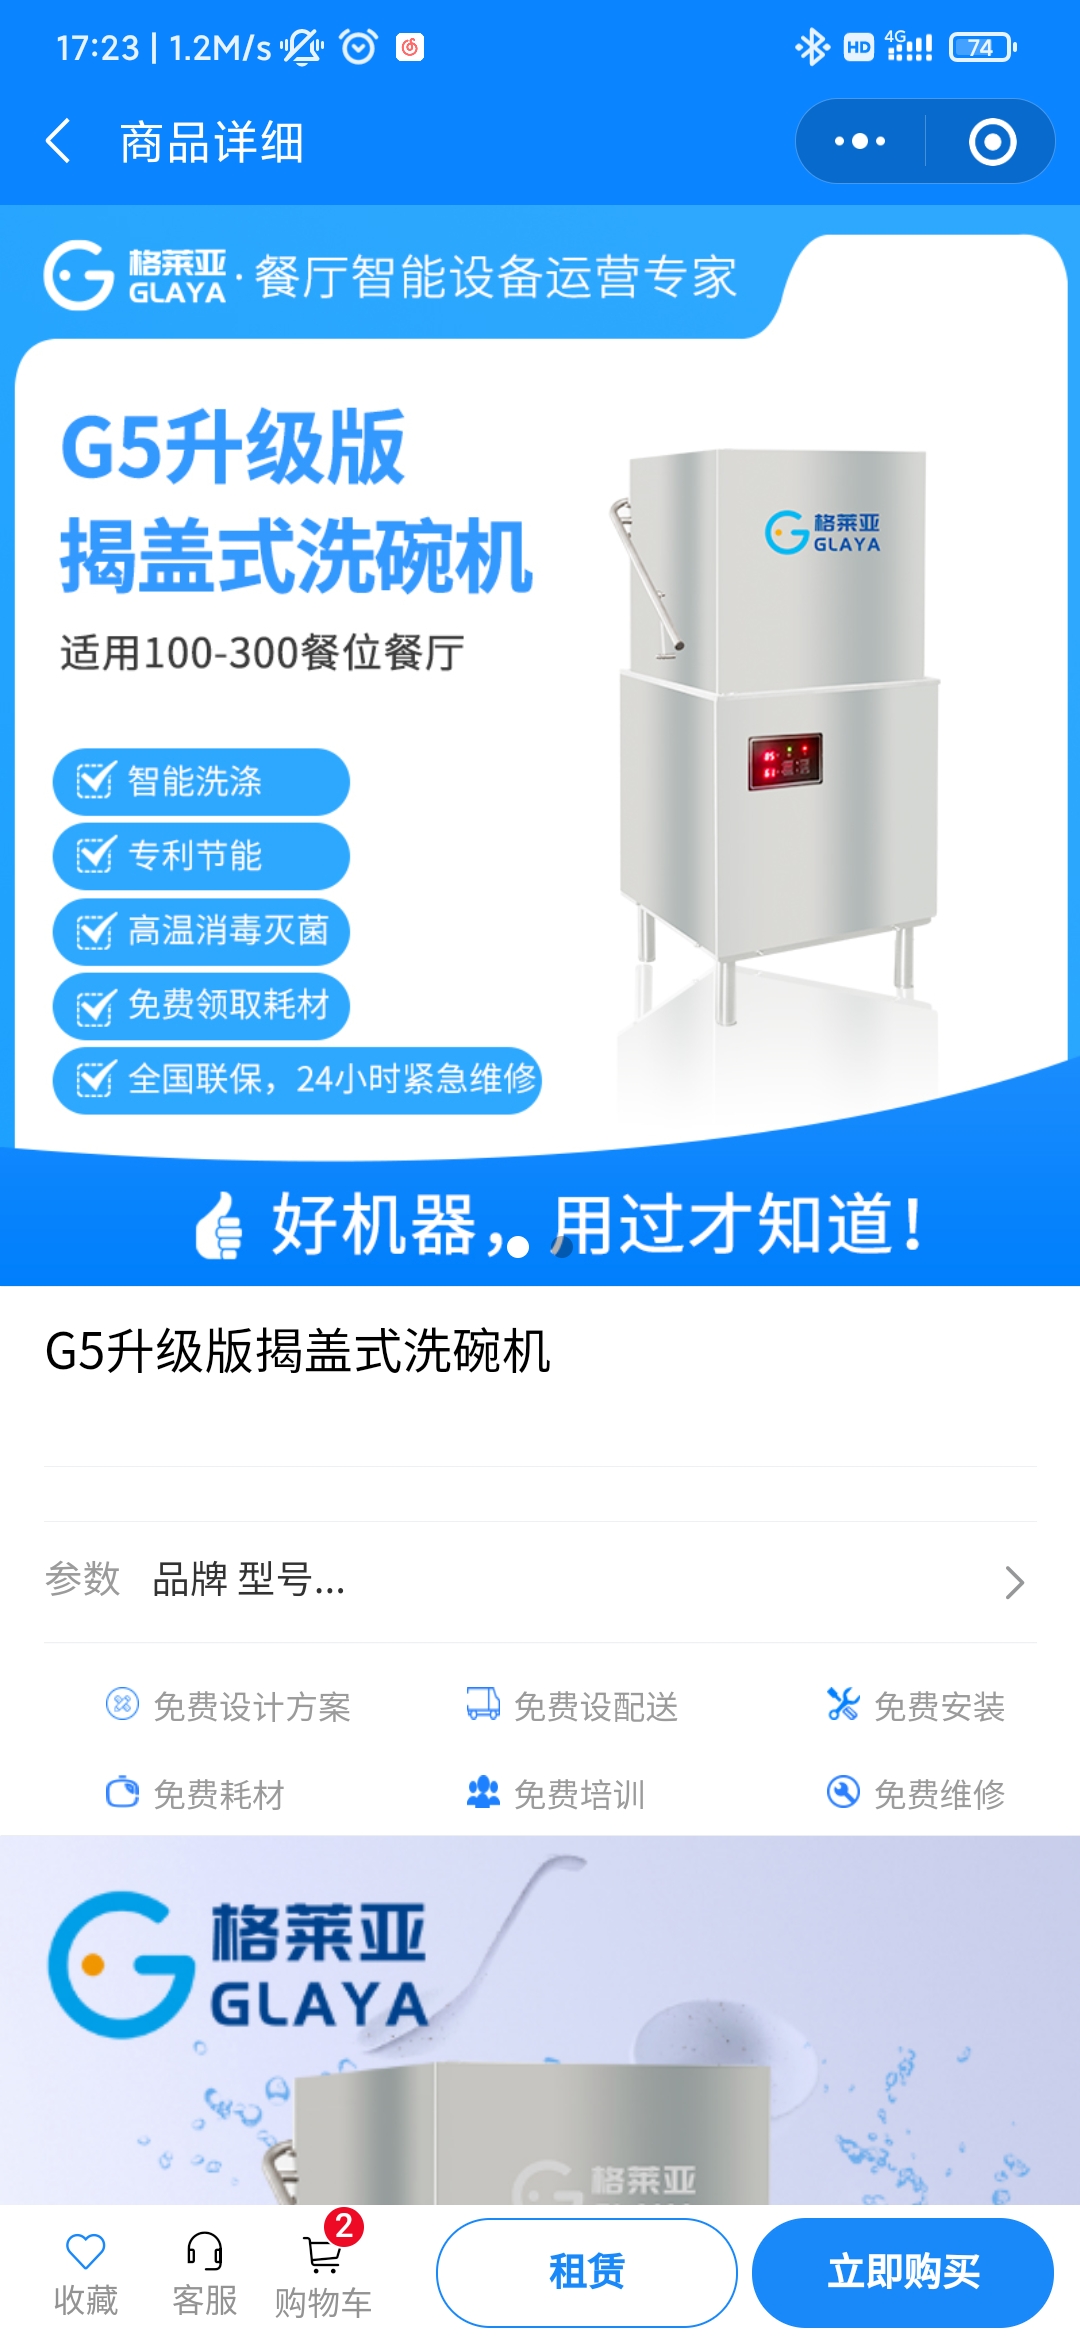 17:23 | 1.2M/s
HD 4G 74
商品详细
格莱亚
GLAYA
· 餐厅智能设备运营专家
G5升级版
揭盖式洗碗机
适用100-300餐位餐厅
格莱亚
GLAYA
智能洗涤
专利节能
高温消毒灭菌
免费领取耗材
全国联保，24小时紧急维修
好机器，用过才知道！
G5升级版揭盖式洗碗机
参数 品牌 型号...
免费设计方案 免费设配送 免费安装
免费耗材 免费培训 免费维修
格莱亚
GLAYA
格莱亚
2
收藏 客服 购物车 租赁 立即购买